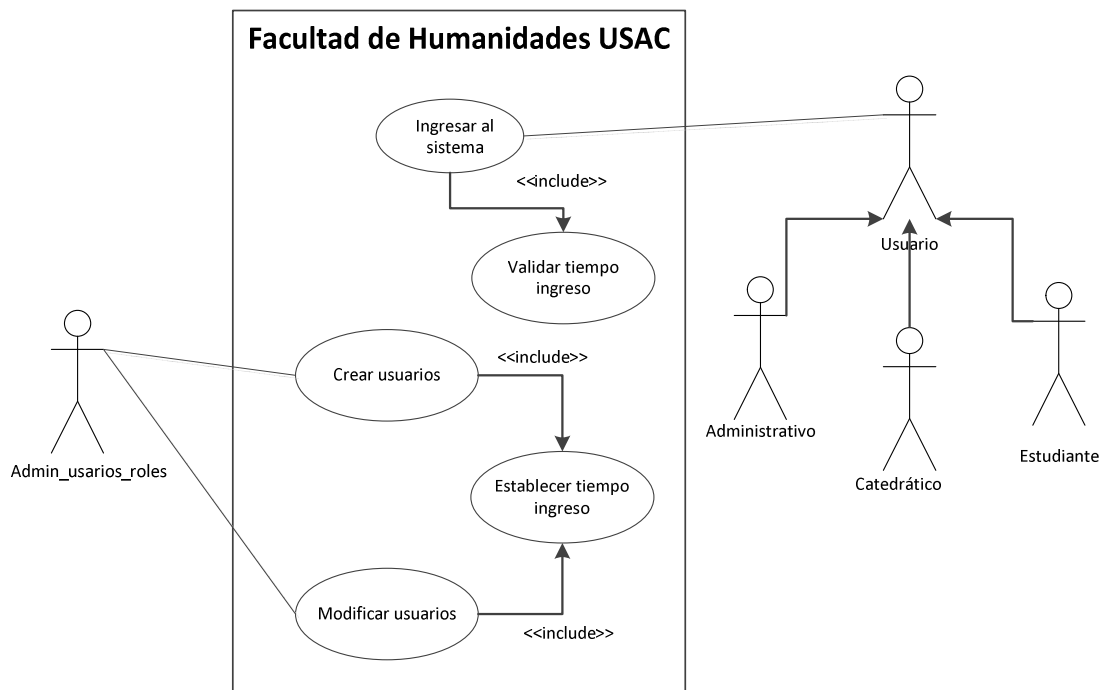 Facultad de Humanidades USAC
Ingresar al
sistema
<<include>>
Validar tiempo
ingreso
Usuario
Crear usuarios
<<include>>
Administrativo
Estudiante
Admin_usarios_roles
Catedrático
Establecer tiempo
ingreso
Modificar usuarios
<<include>>